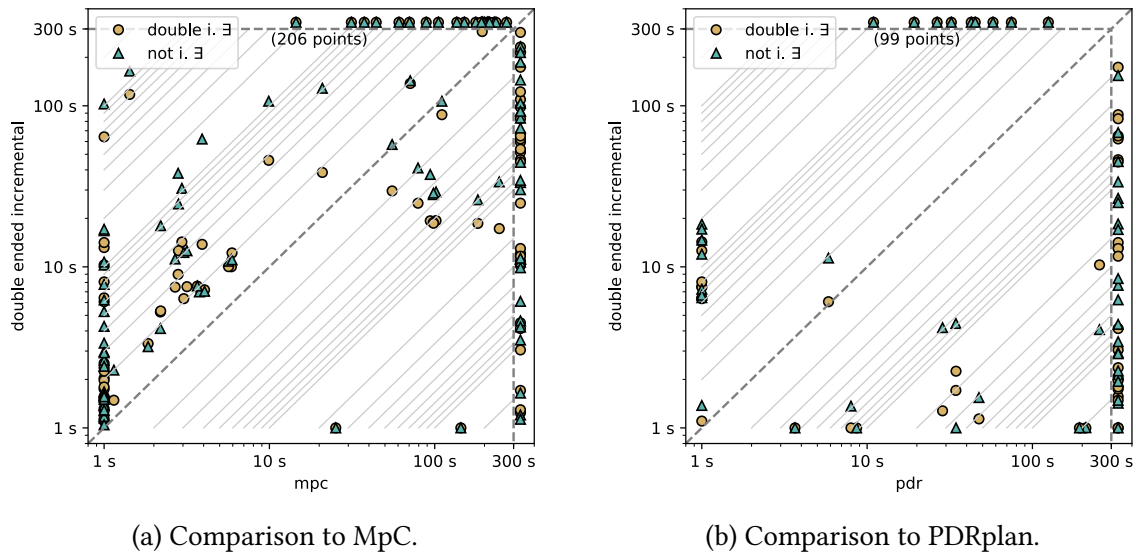 double ended incremental
300 s
100 s
10 s
1 s
double i. ∃
not i. ∃
(206 points)
1 s
10 s
100 s
300 s
mpc
(a) Comparison to MpC.
double ended incremental
300 s
100 s
10 s
1 s
double i. ∃
not i. ∃
(99 points)
1 s
10 s
100 s
300 s
pdr
(b) Comparison to PDRplan.